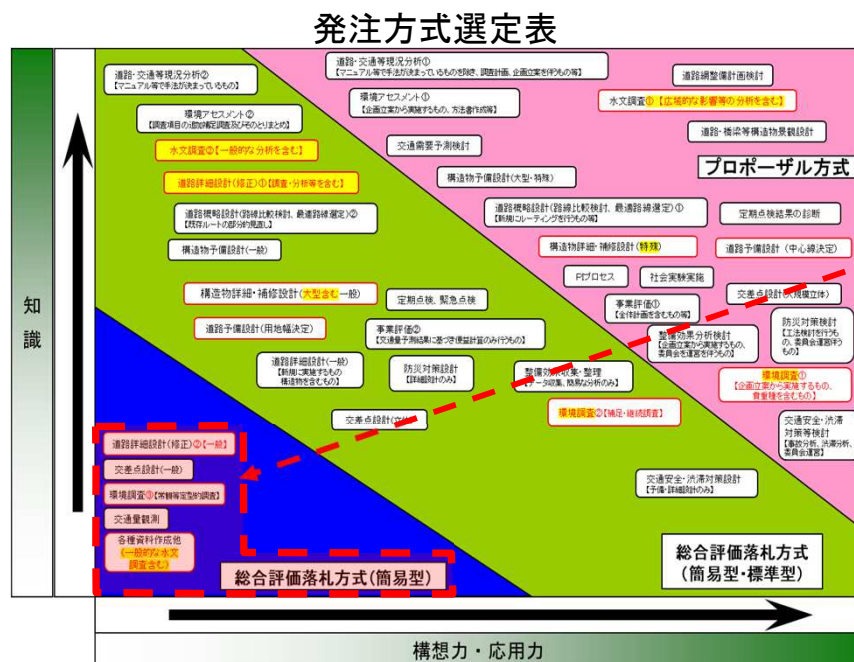 発注方式選定表
道路・交通等現況分析②
【マニュアル等で手法が決まっているもの】
環境アセスメント②
【調査項目の追加補足調査及びそのとりまとめ】
水文調査②【一般的な分析を含む】
道路詳細設計(修正)①【調査・分析等を含む】
道路概略設計(路線比較検討、最適路線選定)②
【既存ルートの部分的見直し】
構造物予備設計(一般)
構造物詳細・補修設計(大型含む一般)
道路予備設計(用地幅決定)
道路詳細設計(一般)
【新規に実施するもの
構造物を含むもの】
定期点検、緊急点検
事業評価②
【交通量予測結果に基づき便益計算のみ行うもの】
防災対策設計
【詳細設計のみ】
交差点設計(立体)
整備効果収集・整理
【データ収集、簡易な分析のみ】
環境調査②【補足・継続調査】
交通安全・渋滞対策設計
【予備・詳細設計のみ】
総合評価落札方式
(簡易型・標準型)
道路・交通等現況分析①
【マニュアル等で手法が決まっているものを除き、調査計画、企画立案を伴うもの等】
環境アセスメント①
【企画立案から実施するもの、方法書作成等】
交通需要予測検討
構造物予備設計(大型・特殊)
道路概略設計(路線比較検討、最適路線選定)①
【新規にルーティングを行うもの等】
構造物詳細・補修設計(特殊)
PIプロセス
社会実験実施
事業評価①
【全体計画を含むもの等】
整備効果分析検討
【企画立案から実施するもの、
委員会を運営を伴うもの】
道路網整備計画検討
水文調査①【広域的な影響等の分析を含む】
道路・橋梁等構造物景観設計
プロポーザル方式
定期点検結果の診断
道路予備設計(中心線決定)
交差点設計(大規模立体)
防災対策検討
【工法検討を行うもの、委員会運営伴うもの】
環境調査①
【企画立案から実施するもの、
貴重種を含むもの】
交通安全・渋滞
対策等検討
【事故分析、渋滞分析、
委員会運営】
道路詳細設計(修正)②【一般】
交差点設計(一般)
環境調査③【常観等定型的調査】
交通量観測
各種資料作成他
(一般的な水文
調査含む)
総合評価落札方式(簡易型)
知識
構想力・応用力